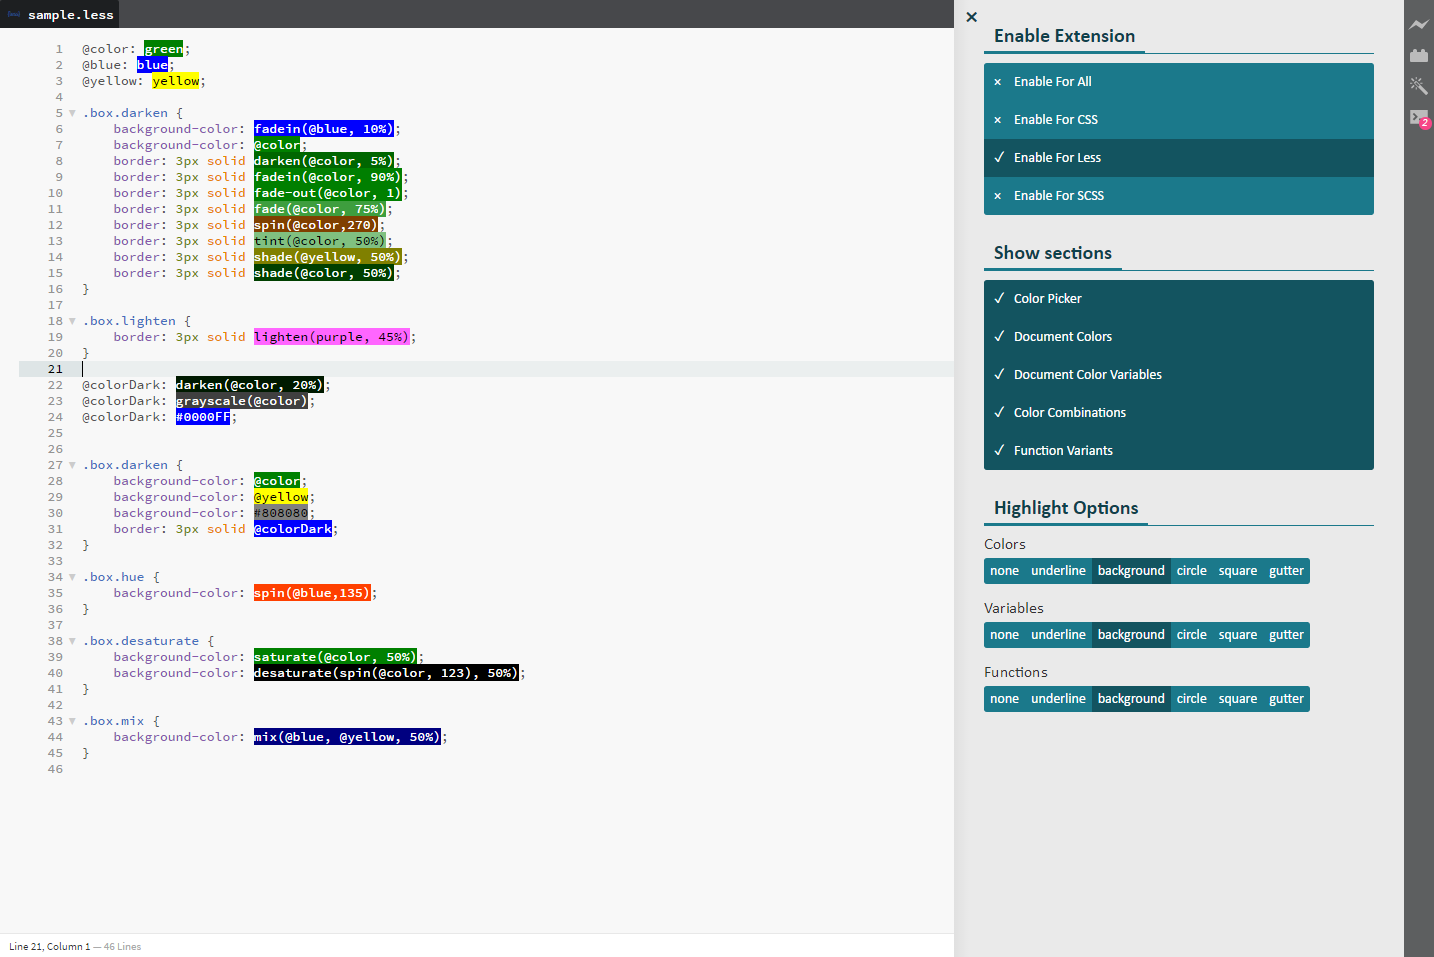 sample.less
1 @color: green;
2 @blue: blue;
3 @yellow: yellow;
4
5 .box.darken {
6 background-color: fadein(@blue, 10%);
7 background-color: @color;
8 border: 3px solid darken(@color, 5%);
9 border: 3px solid fadein(@color, 90%);
10 border: 3px solid fade-out(@color, 1);
11 border: 3px solid fade(@color, 75%);
12 border: 3px solid spin(@color,270);
13 border: 3px solid tint(@color, 50%);
14 border: 3px solid shade(@yellow, 50%);
15 border: 3px solid shade(@color, 50%);
16 }
17
18 .box.lighten {
19 border: 3px solid lighten(purple, 45%);
20 }
21
22 @colorDark: darken(@color, 20%);
23 @colorDark: grayscale(@color);
24 @colorDark: #0000FF;
25
26
27 .box.darken {
28 background-color: @color;
29 background-color: @yellow;
30 background-color: #808080;
31 border: 3px solid @colorDark;
32 }
33
34 .box.hue {
35 background-color: spin(@blue,135);
36 }
37
38 .box.desaturate {
39 background-color: saturate(@color, 50%);
40 background-color: desaturate(spin(@color, 123), 50%);
41 }
42
43 .box.mix {
44 background-color: mix(@blue, @yellow, 50%);
45 }
46
Line 21, Column 1 — 46 Lines
Enable Extension
Enable For All
Enable For CSS
Enable For Less
Enable For SCSS
Show sections
Color Picker
Document Colors
Document Color Variables
Color Combinations
Function Variants
Highlight Options
Colors
none underline background circle square gutter
Variables
none underline background circle square gutter
Functions
none underline background circle square gutter
2